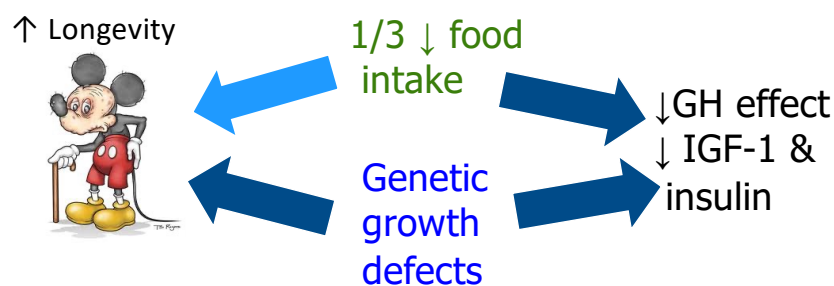 ↑ Longevity
1/3 ↓ food
intake
↓GH effect
↓ IGF-1 &
insulin
Genetic
growth
defects